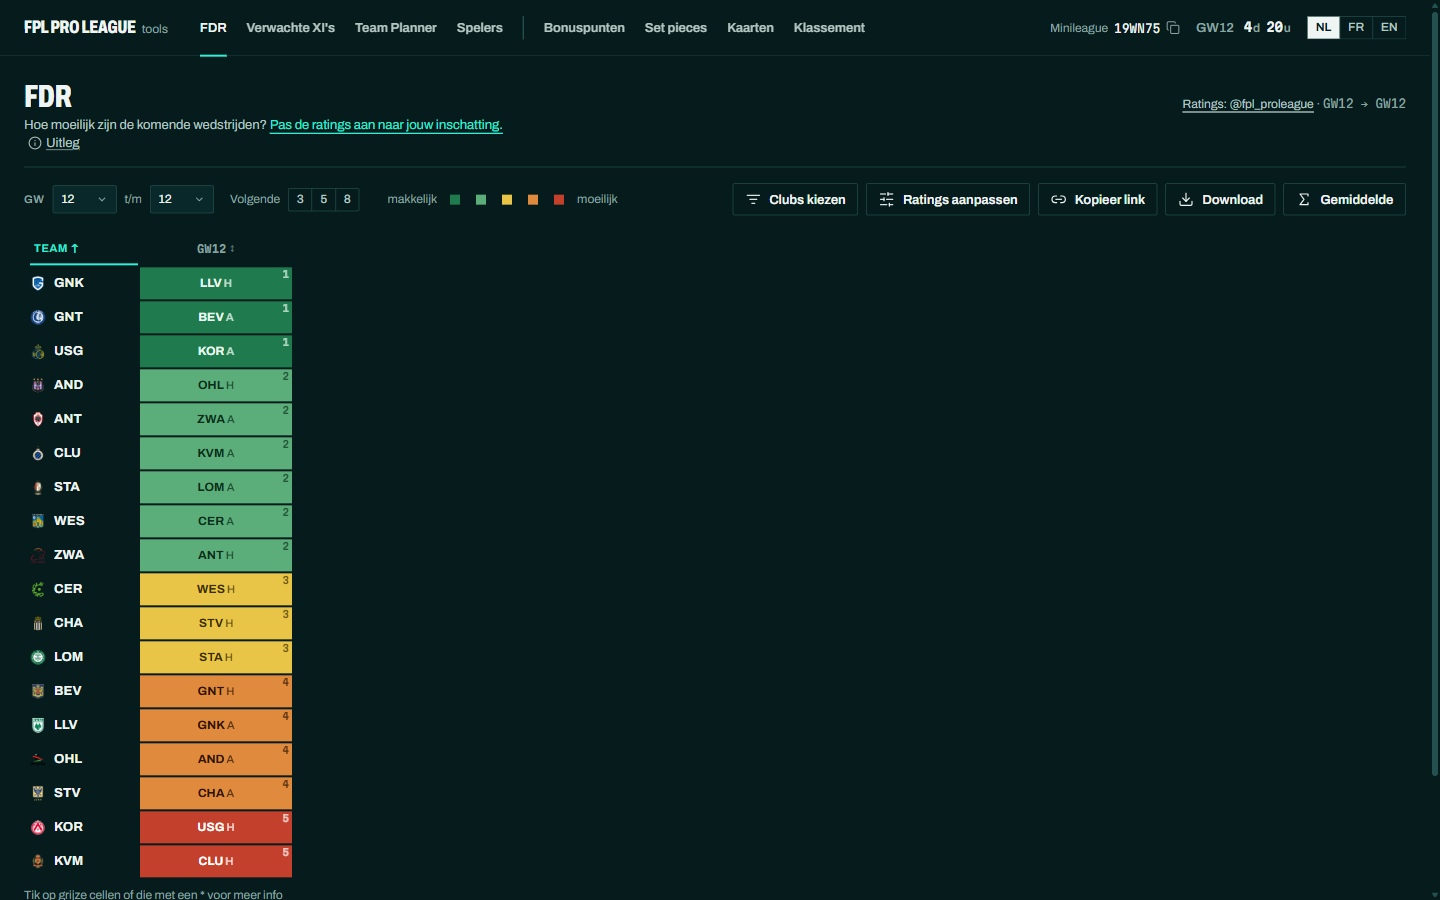 FPL PRO LEAGUE tools FDR Verwachte XI's Team Planner Spelers Bonuspunten Set pieces Kaarten Klassement Minileague 19WN75 GW12 4d 20u NL FR EN
FDR
Hoe moeilijk zijn de komende wedstrijden? Pas de ratings aan naar jouw inschatting.
Ratings: @fpl_proleague · GW12 → GW12
Uitleg
GW 12 t/m 12 Volgende 3 5 8 makkelijk moeilijk Clubs kiezen Ratings aanpassen Kopieer link Download Gemiddelde
TEAM ↑ GW12 ↕
GNK LLV H 1
GNT BEV A 1
USG KOR A 1
AND OHL H 2
ANT ZWA A 2
CLU KVM A 2
STA LOM A 2
WES CER A 2
ZWA ANT H 2
CER WES H 3
CHA STV H 3
LOM STA H 3
BEV GNT H 4
LLV GNK A 4
OHL AND A 4
STV CHA A 4
KOR USG H 5
KVM CLU H 5
Tik op grijze cellen of die met een * voor meer info